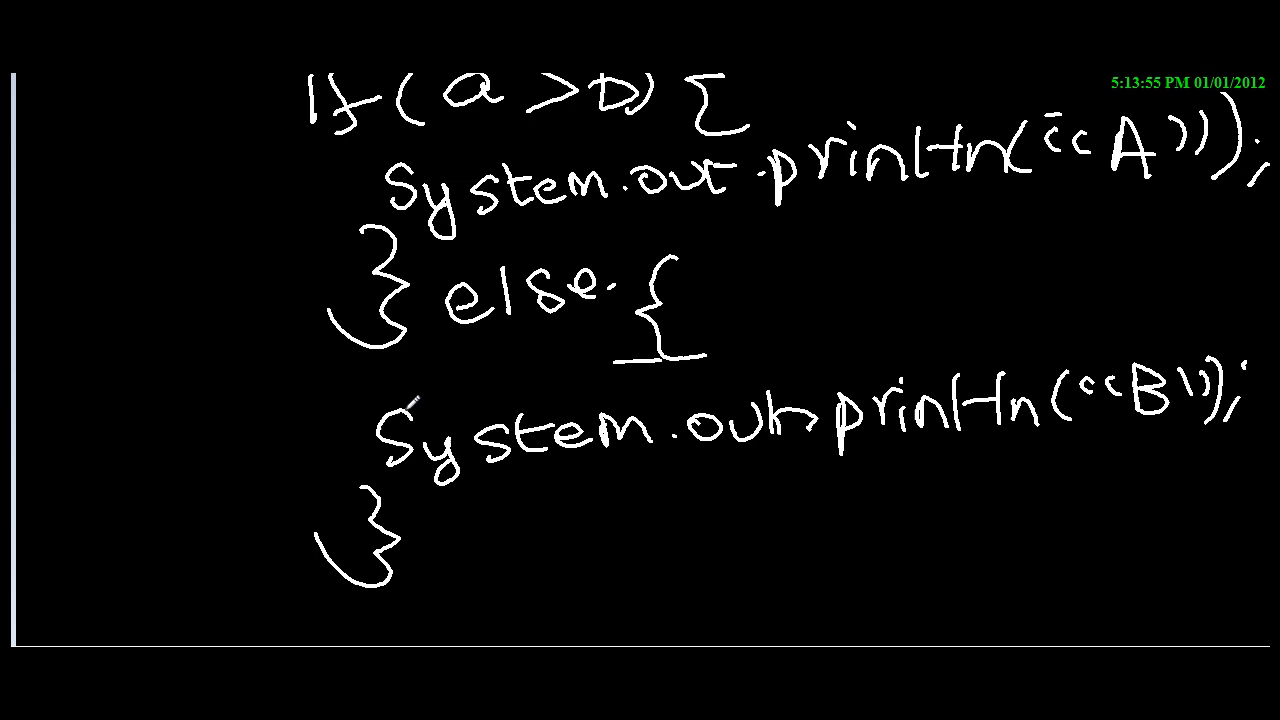 if(a >b) {
5:13:55 PM 01/01/2012
System.out.println(““A”));
} else. {
System.out.println(““B”);
}